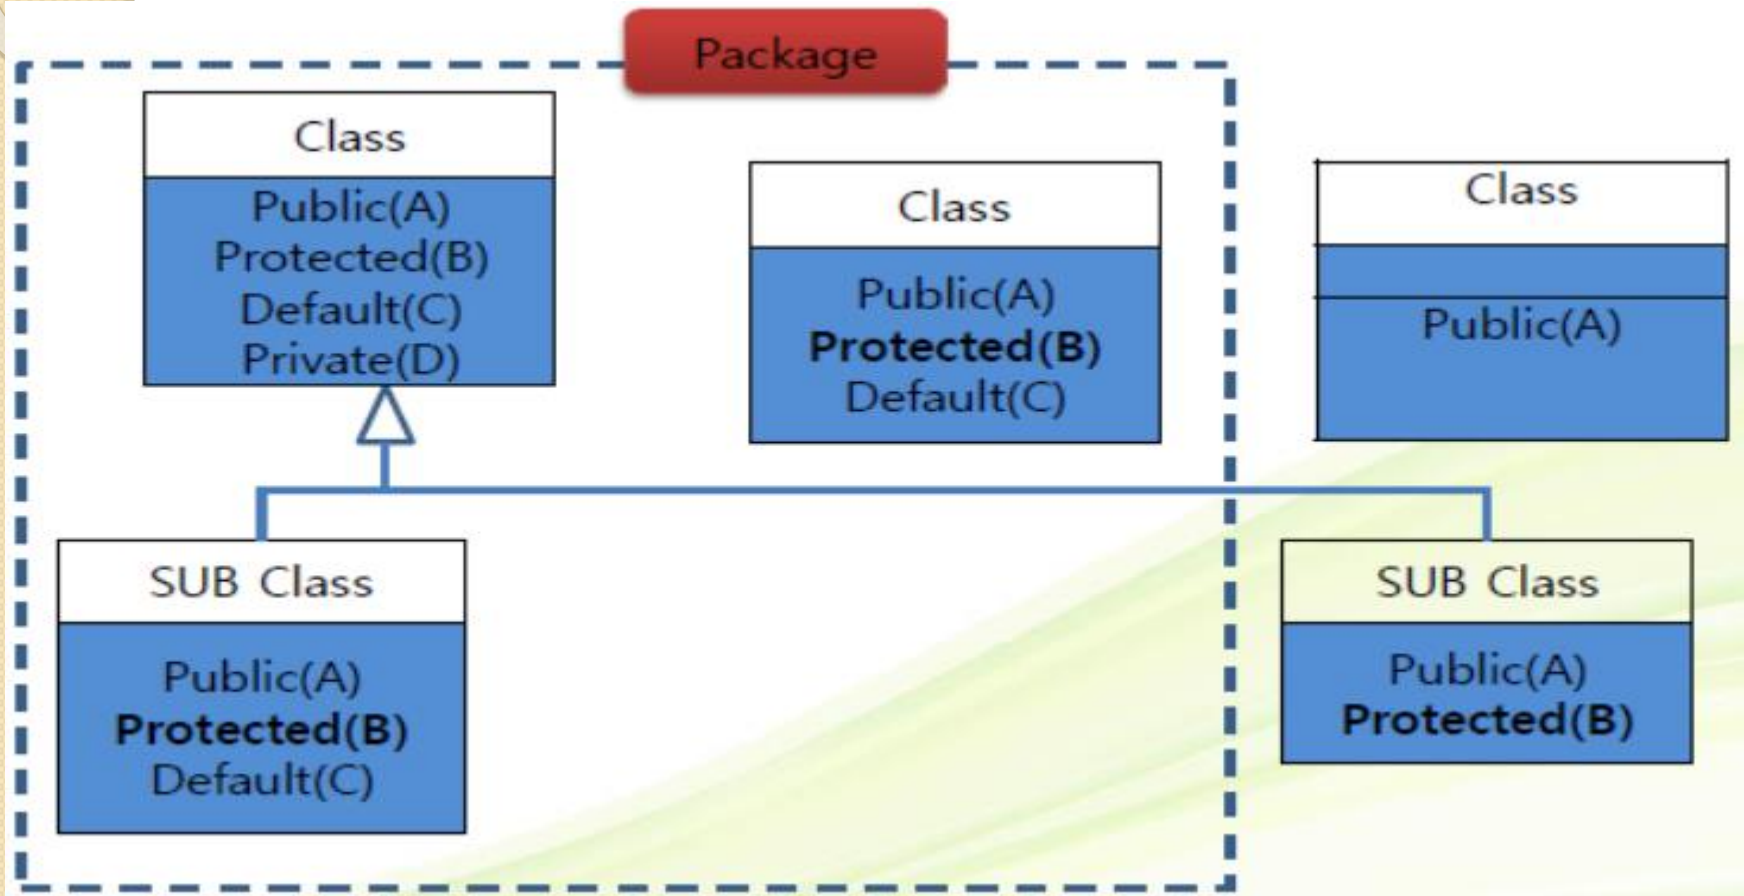 Package
Class
Public(A)
Protected(B)
Default(C)
Private(D)
Class
Public(A)
Protected(B)
Default(C)
Class
Public(A)
SUB Class
Public(A)
Protected(B)
Default(C)
SUB Class
Public(A)
Protected(B)